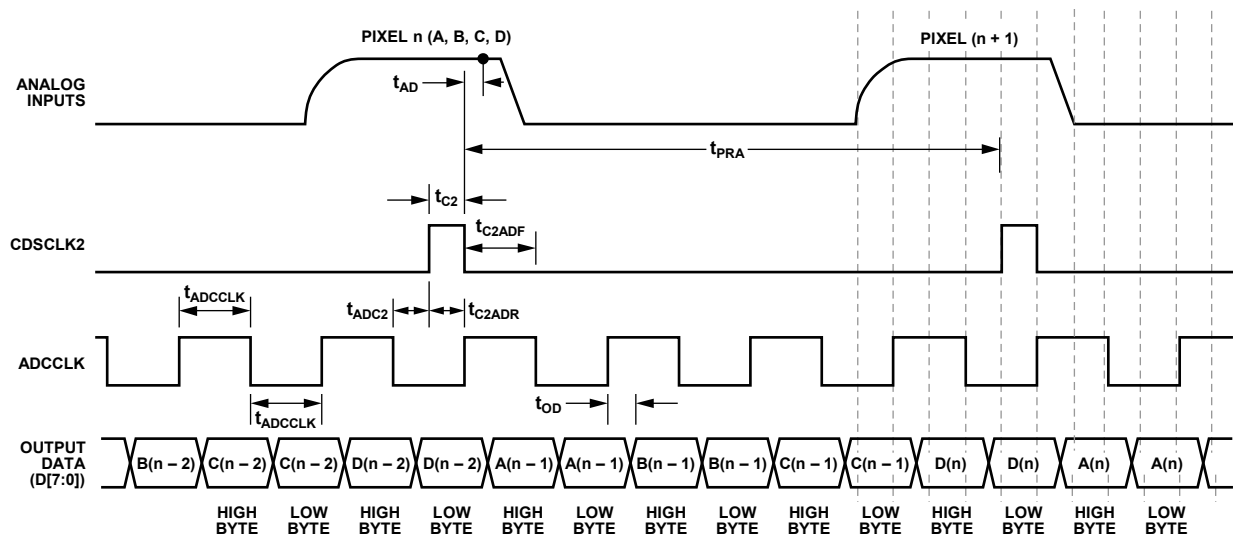 PIXEL n (A, B, C, D)
PIXEL (n + 1)
ANALOG
INPUTS
tAD
tPRA
tC2
tC2ADF
CDSCLK2
tADCCLK
tADC2
tC2ADR
ADCCLK
tADCCLK
tOD
OUTPUT
DATA
(D[7:0])
B(n – 2) C(n – 2) C(n – 2) D(n – 2) D(n – 2) A(n – 1) A(n – 1) B(n – 1) B(n – 1) C(n – 1) C(n – 1) D(n) D(n) A(n) A(n)
HIGH LOW HIGH LOW HIGH LOW HIGH LOW HIGH LOW HIGH LOW HIGH LOW
BYTE BYTE BYTE BYTE BYTE BYTE BYTE BYTE BYTE BYTE BYTE BYTE BYTE BYTE